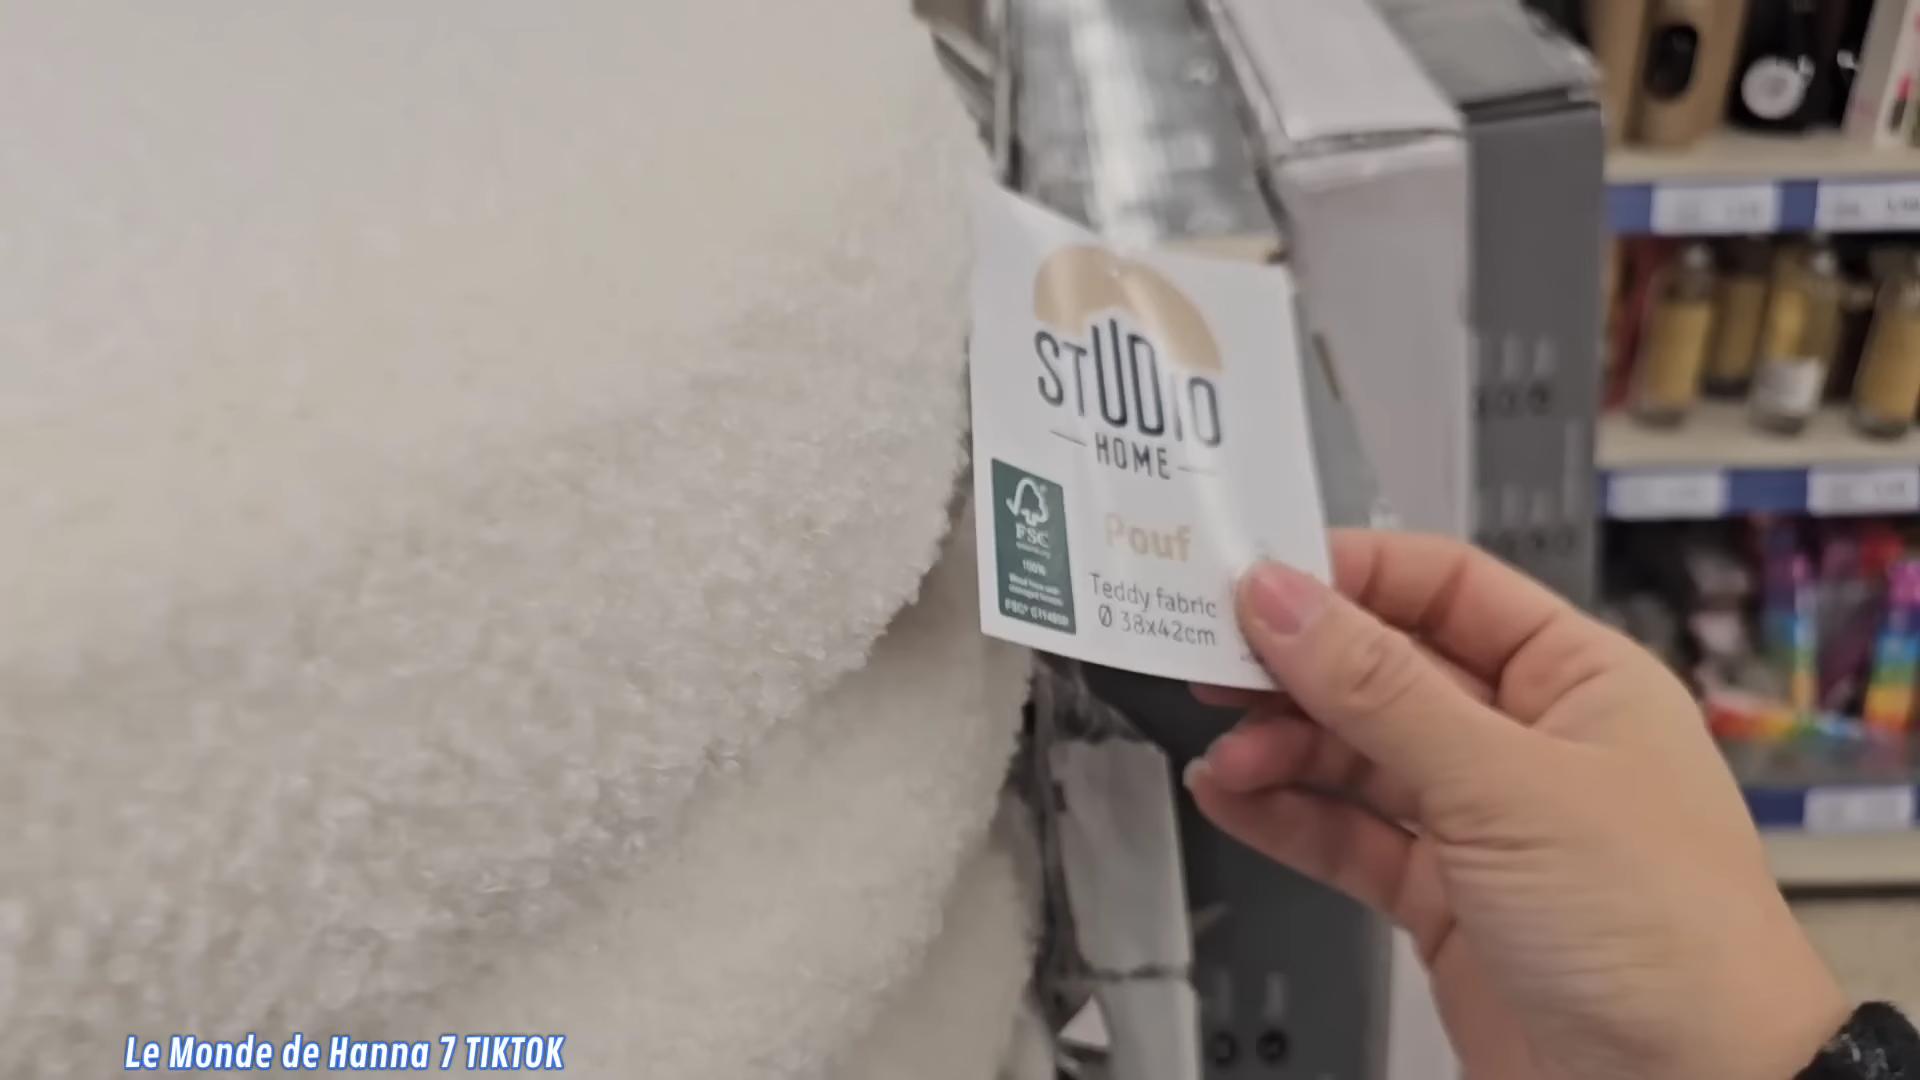 STUDIO
HOME
FSC
100%
Pouf
Teddy fabric
Ø 38x42cm
Le Monde de Hanna 7 TIKTOK